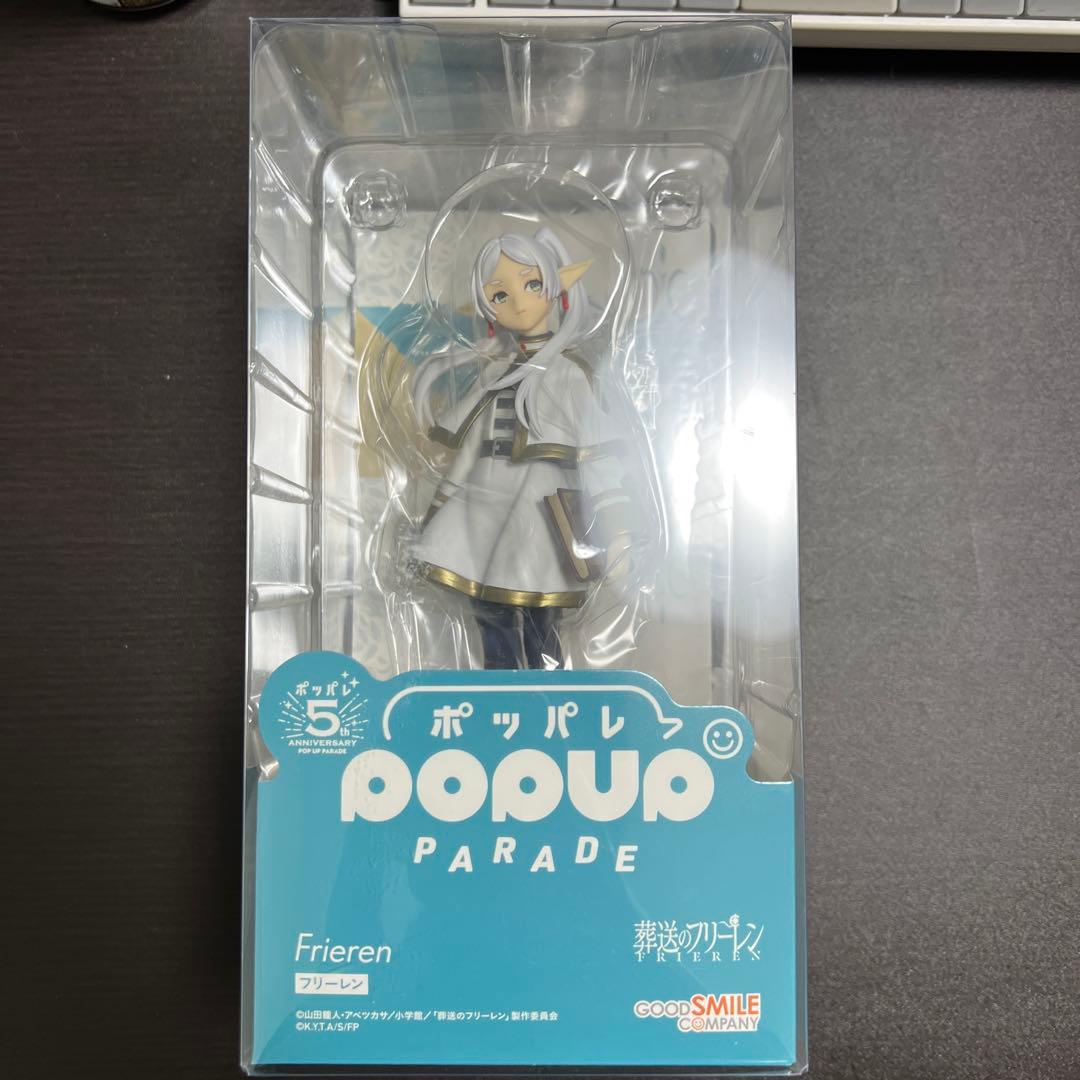 ポッパレ
5th
ANNIVERSARY
POP UP PARADE
ポッパレ
POPUP
PARADE
Frieren
フリーレン
葬送のフリーレン
FRIEREN
©山田鐘人・アベツカサ／小学館／「葬送のフリーレン」製作委員会
©K.Y.T.A/S/FP
GOOD SMILE
COMPANY